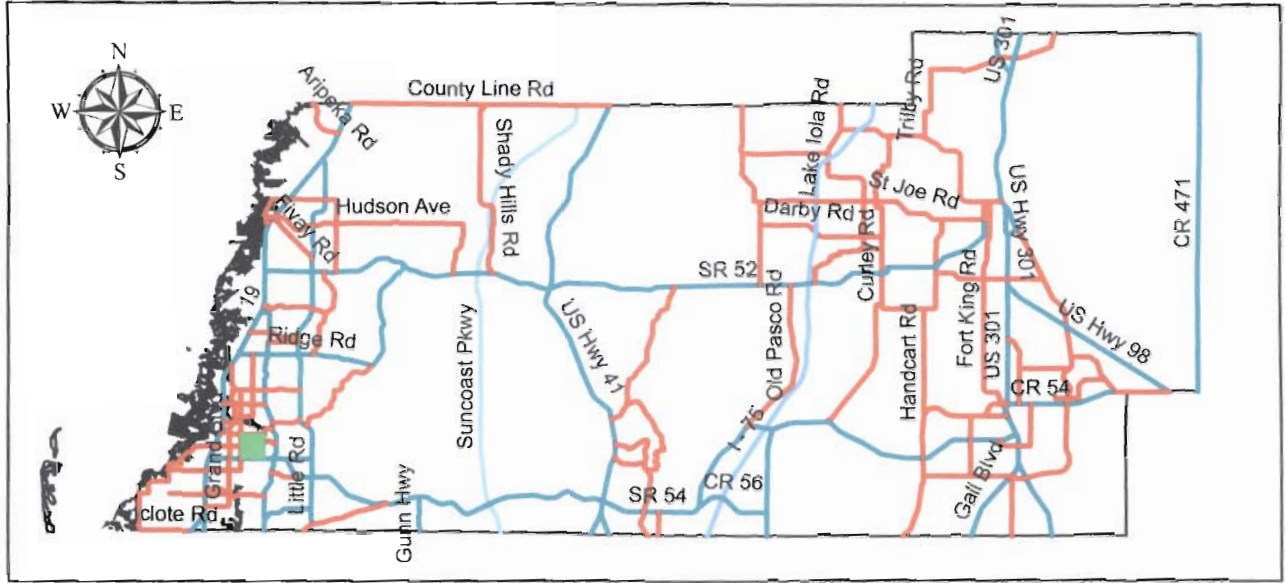 N
W E
S
Aripeka Rd
County Line Rd
Shady Hills Rd
Lake Iola Rd
Trilby Rd
US 301
Fivay Rd
Hudson Ave
Darby Rd
St Joe Rd
US Hwy 301
CR 471
19
SR 52
Curley Rd
Ridge Rd
Suncoast Pkwy
US Hwy 41
Old Pasco Rd
Handcart Rd
Fort King Rd
US 301
US Hwy 98
CR 54
Grand Blvd
Little Rd
I - 75
Gall Blvd
clote Rd
Gunn Hwy
SR 54
CR 56